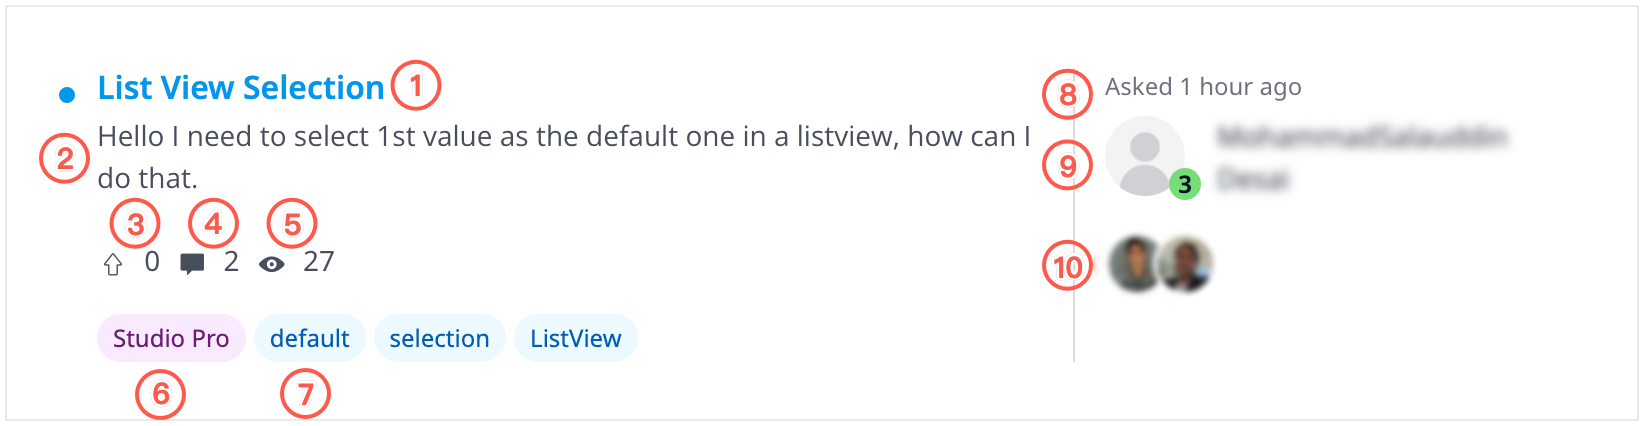 List View Selection 1
2 Hello I need to select 1st value as the default one in a listview, how can I
do that.
3 4 5
0 2 27
Studio Pro default selection ListView
6 7
8 Asked 1 hour ago
9
3
10